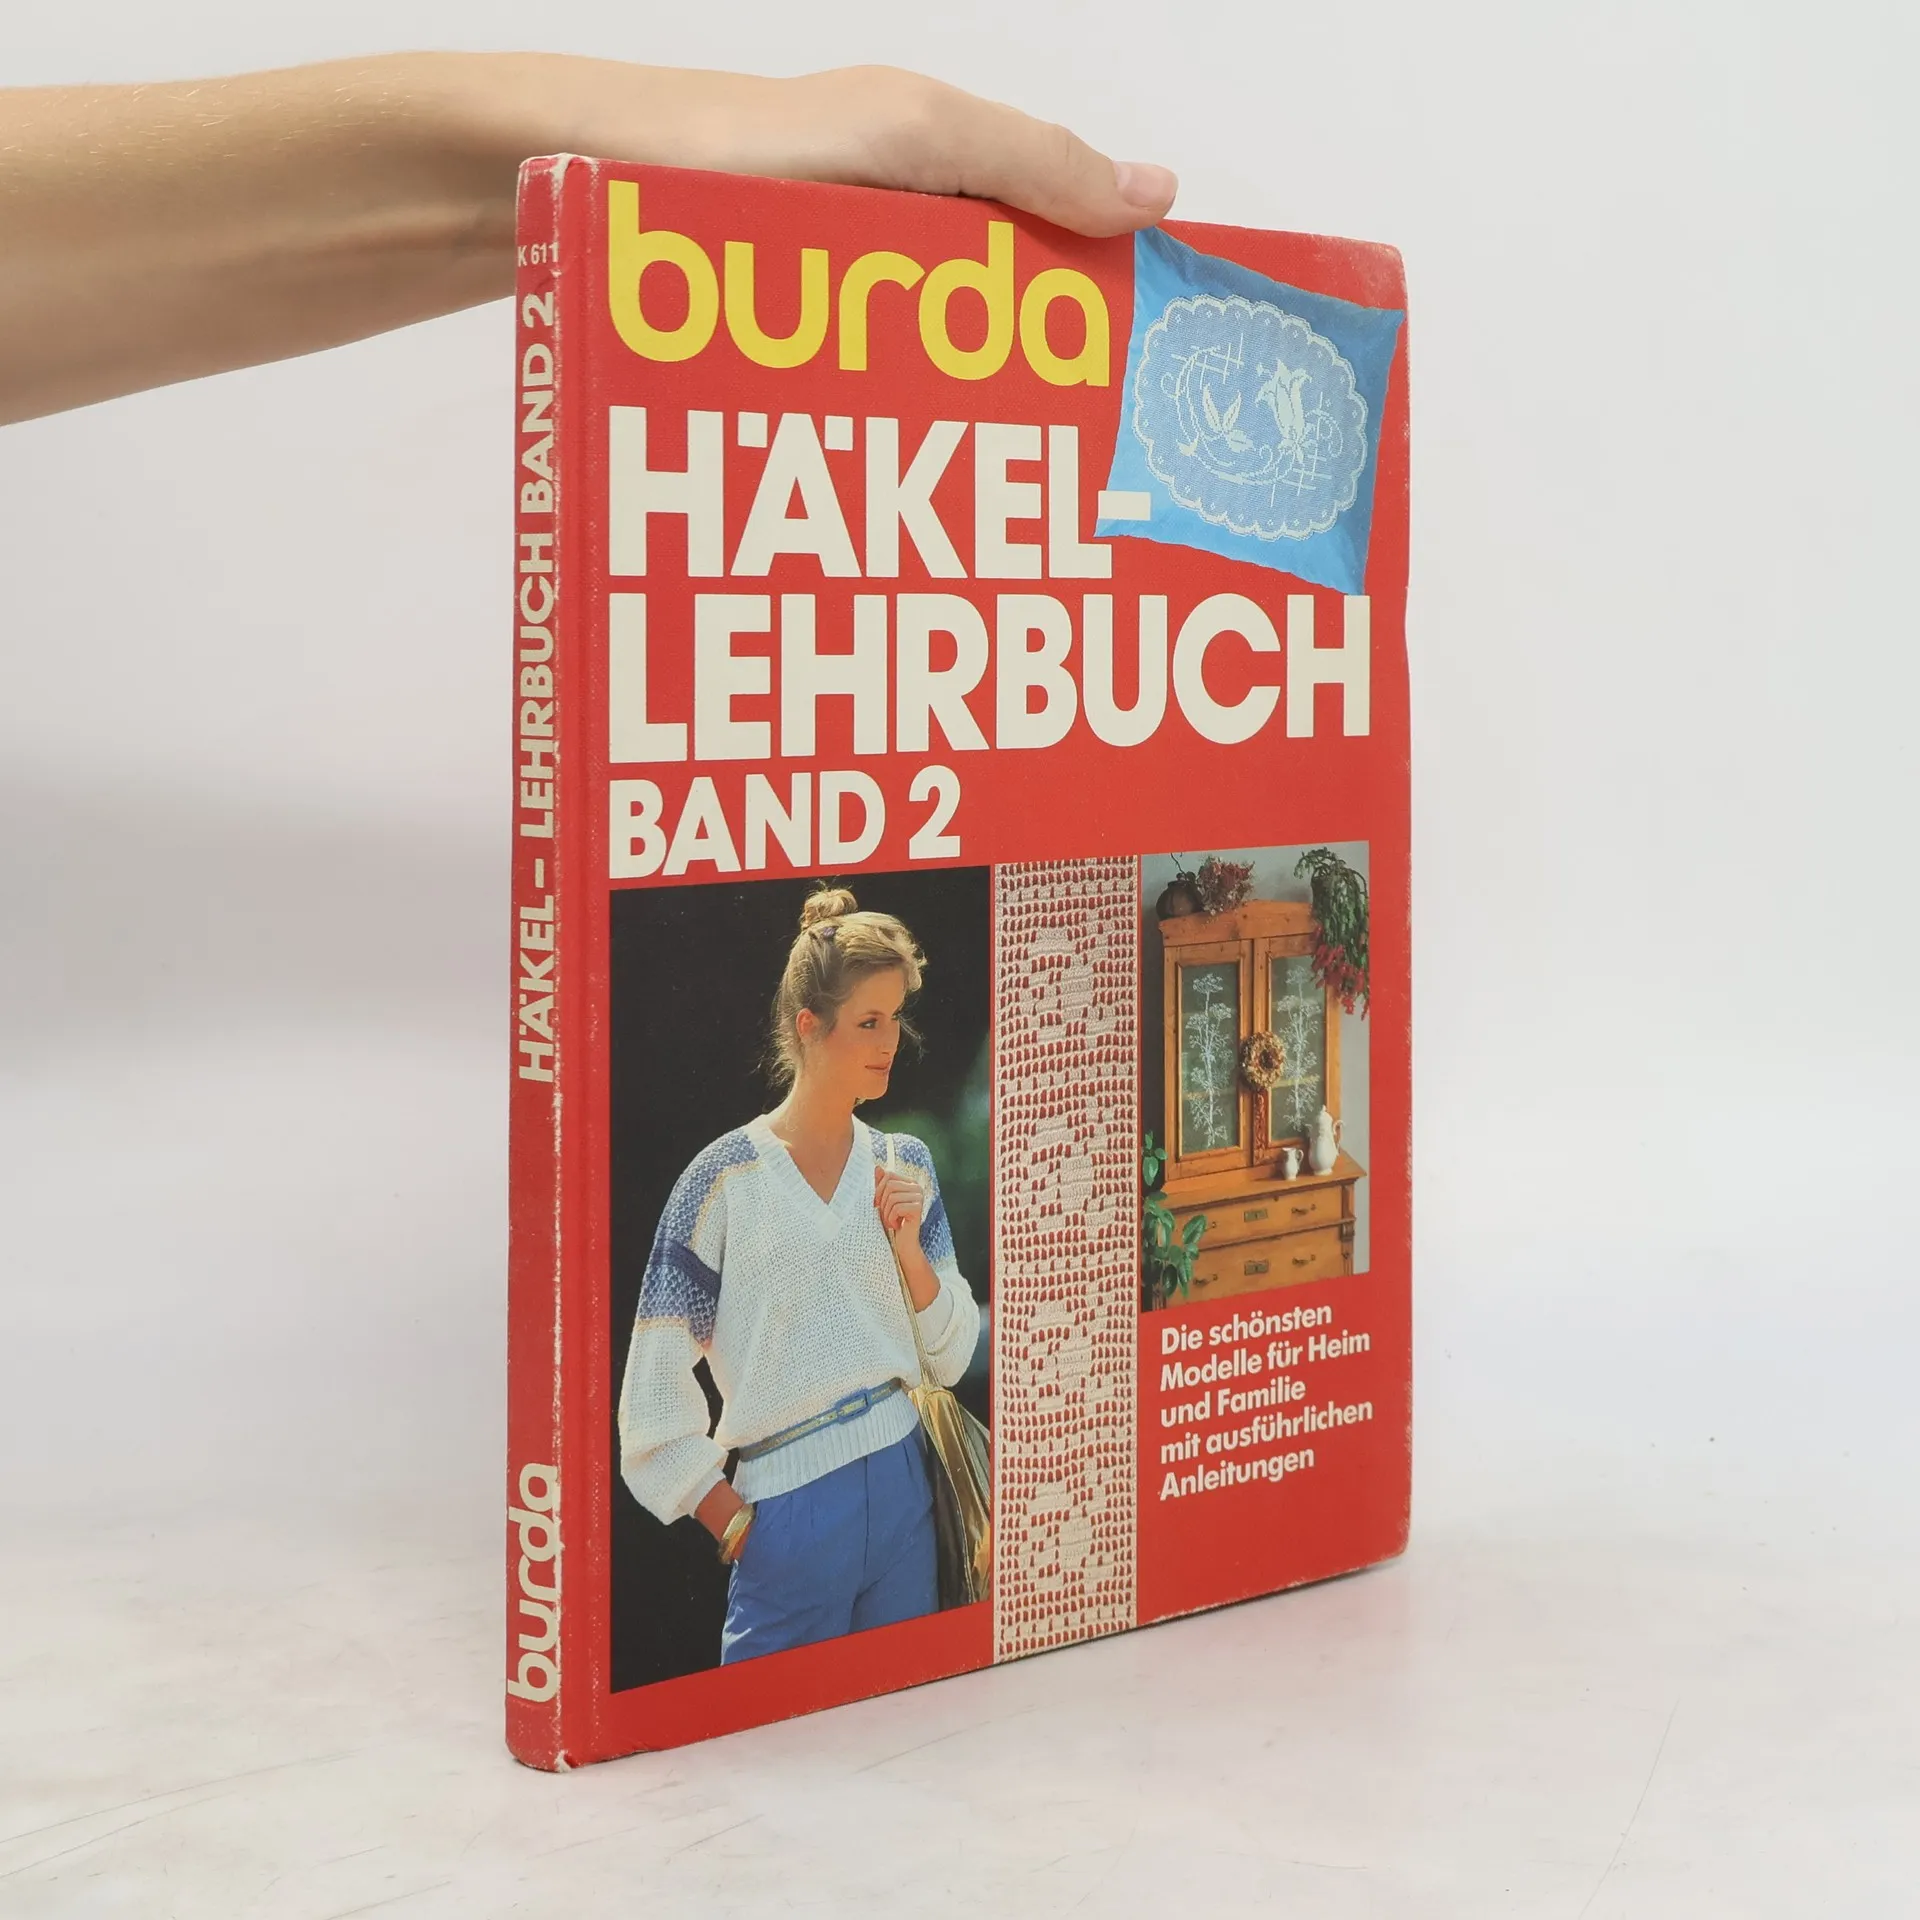 K 611
HÄKEL-LEHRBUCH BAND 2
burda
burda
HÄKEL-
LEHRBUCH
BAND 2
Die schönsten
Modelle für Heim
und Familie
mit ausführlichen
Anleitungen